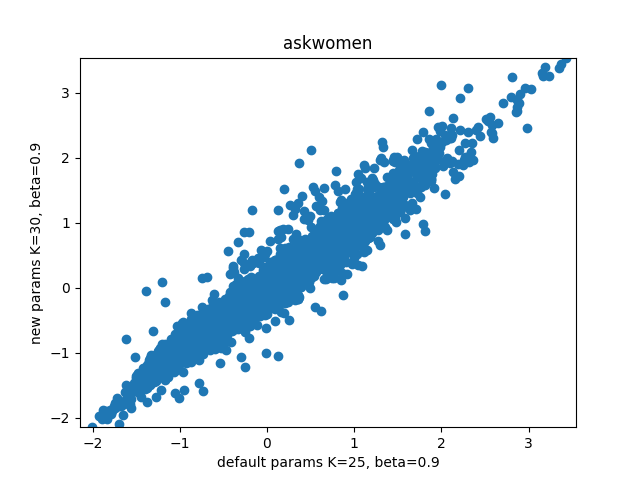 askwomen
new params K=30, beta=0.9
3
2
1
0
−1
−2
−2 −1 0 1 2 3
default params K=25, beta=0.9